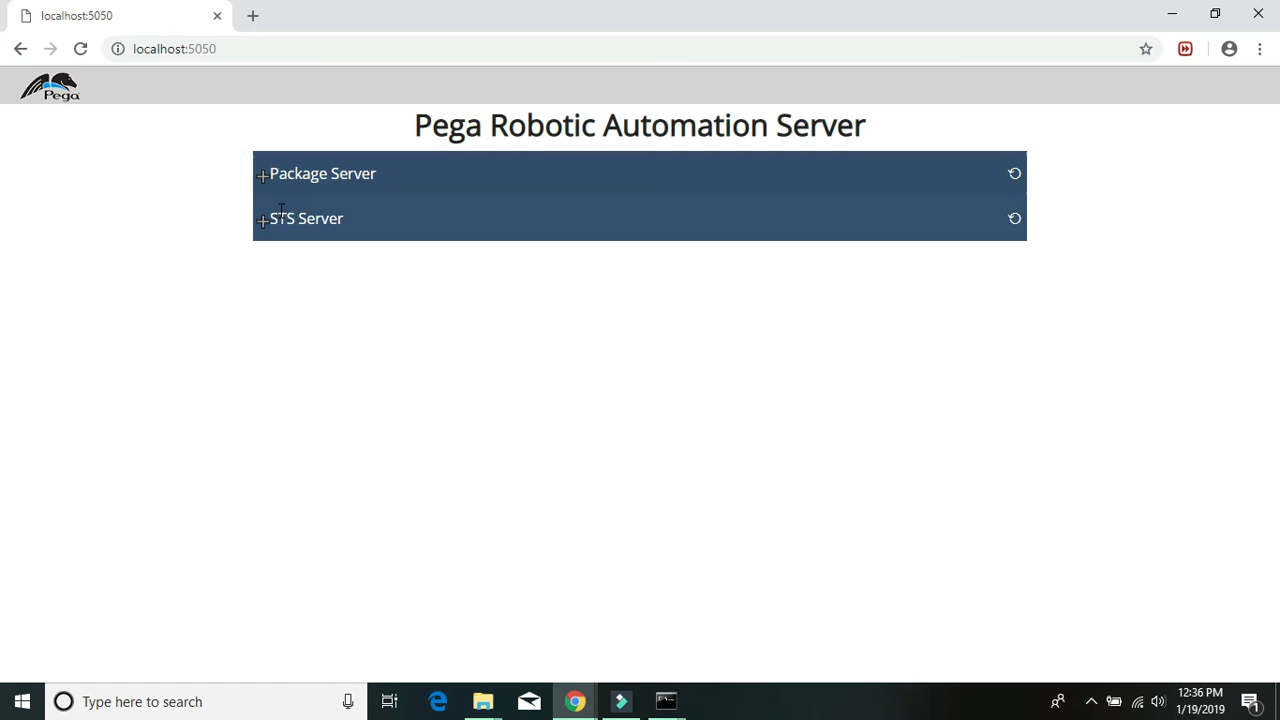 localhost:5050
localhost:5050
Pega
Pega Robotic Automation Server
Package Server
STS Server
Type here to search
12:36 PM
1/19/2019
1